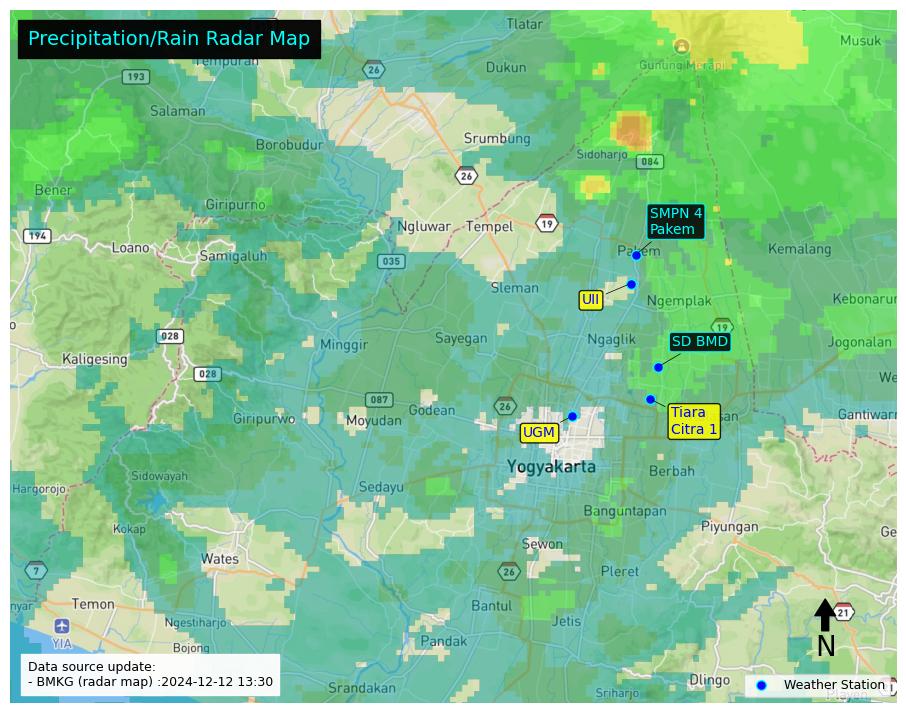 Precipitation/Rain Radar Map
Tlatar
Musuk
Tempuran
26
Dukun
Gunung Merapi
193
Salaman
Borobudur
Srumbung
Sidoharjo
084
Bener
26
Giripurno
194
Ngluwar
Tempel
19
SMPN 4
Pakem
Loano
Samigaluh
035
Pakem
Kemalang
Sleman
UII
Ngemplak
Kebonarum
028
Minggir
Sayegan
Ngaglik
19
SD BMD
Jogonalan
Kaligesing
028
087
Godean
26
Tiara
Citra 1
Gantiwarno
Giripurwo
Moyudan
UGM
Yogyakarta
Berbah
Hargorojo
Sidowayah
Sedayu
Banguntapan
Kokap
Piyungan
Wates
Sewon
7
26
Pleret
Temon
Bantul
21
Ngestiharjo
Jetis
YIA
Bojong
Pandak
N
Data source update:
- BMKG (radar map) :2024-12-12 13:30
Srandakan
Sriharjo
Dlingo
Weather Station
Playen